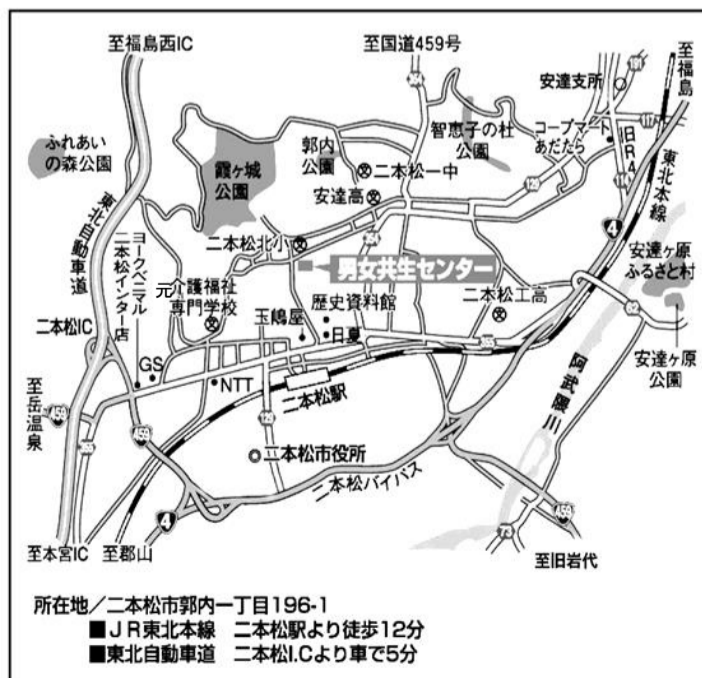 至福島西IC
至国道459号
至福島
安達支所
ふれあい
の森公園
霞ヶ城
公園
郭内
公園
二本松一中
安達高
智恵子の杜
公園
コープマート
あだたら
旧R4
東北本線
東北自動車道
ヨークベニマル
二本松インター店
二本松北小
男女共生センター
安達ヶ原
ふるさと村
元介護福祉社
専門学校
玉嶋屋
歴史資料館
日夏
二本松工高
二本松IC
GS
NTT
二本松駅
安達ヶ原
公園
阿武隈川
至岳温泉
459
459
二本松市役所
二本松バイパス
4
4
459
至本宮IC
至郡山
73
62
至旧岩代
所在地/二本松市郭内一丁目196-1
■JR東北本線 二本松駅より徒歩12分
■東北自動車道 二本松I.Cより車で5分